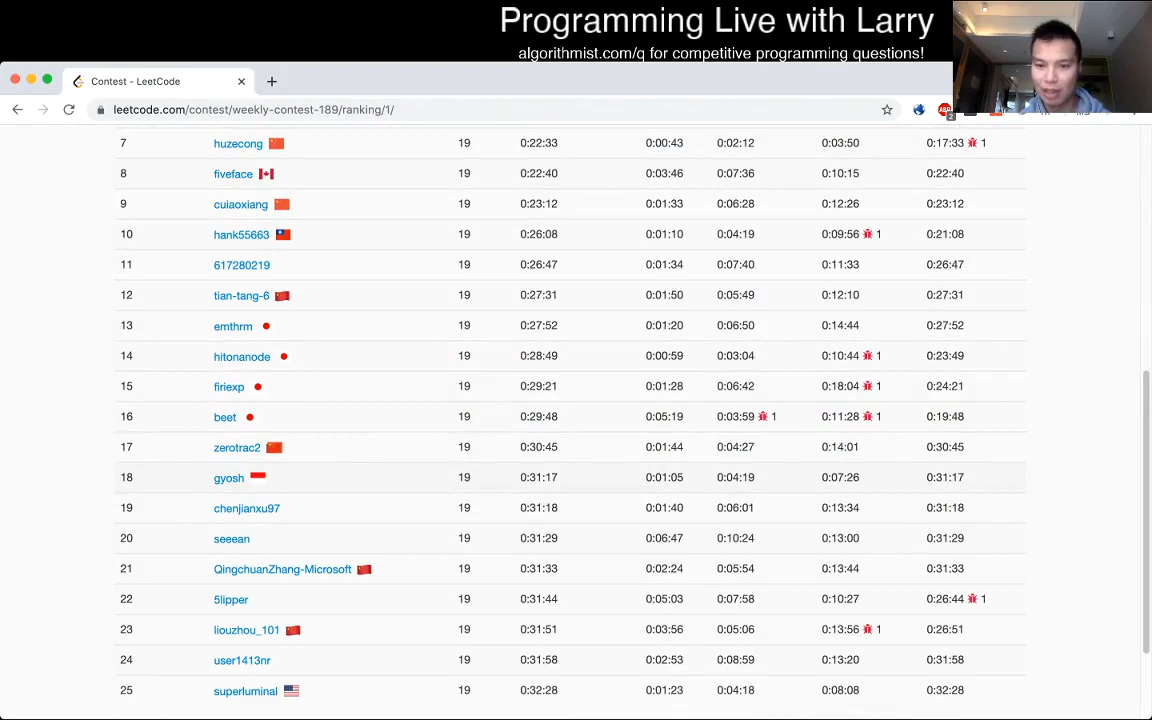 Programming Live with Larry
algorithmist.com/q for competitive programming questions!
Contest - LeetCode
leetcode.com/contest/weekly-contest-189/ranking/1/
7 huzecong 19 0:22:33 0:00:43 0:02:12 0:03:50 0:17:33 1
8 fiveface 19 0:22:40 0:03:46 0:07:36 0:10:15 0:22:40
9 cuiaoxiang 19 0:23:12 0:01:33 0:06:28 0:12:26 0:23:12
10 hank55663 19 0:26:08 0:01:10 0:04:19 0:09:56 1 0:21:08
11 617280219 19 0:26:47 0:01:34 0:07:40 0:11:33 0:26:47
12 tian-tang-6 19 0:27:31 0:01:50 0:05:49 0:12:10 0:27:31
13 emthrm 19 0:27:52 0:01:20 0:06:50 0:14:44 0:27:52
14 hitonanode 19 0:28:49 0:00:59 0:03:04 0:10:44 1 0:23:49
15 firiexp 19 0:29:21 0:01:28 0:06:42 0:18:04 1 0:24:21
16 beet 19 0:29:48 0:05:19 0:03:59 1 0:11:28 1 0:19:48
17 zerotrac2 19 0:30:45 0:01:44 0:04:27 0:14:01 0:30:45
18 gyosh 19 0:31:17 0:01:05 0:04:19 0:07:26 0:31:17
19 chenjianxu97 19 0:31:18 0:01:40 0:06:01 0:13:34 0:31:18
20 seeean 19 0:31:29 0:06:47 0:10:24 0:13:00 0:31:29
21 QingchuanZhang-Microsoft 19 0:31:33 0:02:24 0:05:54 0:13:44 0:31:33
22 5lipper 19 0:31:44 0:05:03 0:07:58 0:10:27 0:26:44 1
23 liouzhou_101 19 0:31:51 0:03:56 0:05:06 0:13:56 1 0:26:51
24 user1413nr 19 0:31:58 0:02:53 0:08:59 0:13:20 0:31:58
25 superluminal 19 0:32:28 0:01:23 0:04:18 0:08:08 0:32:28